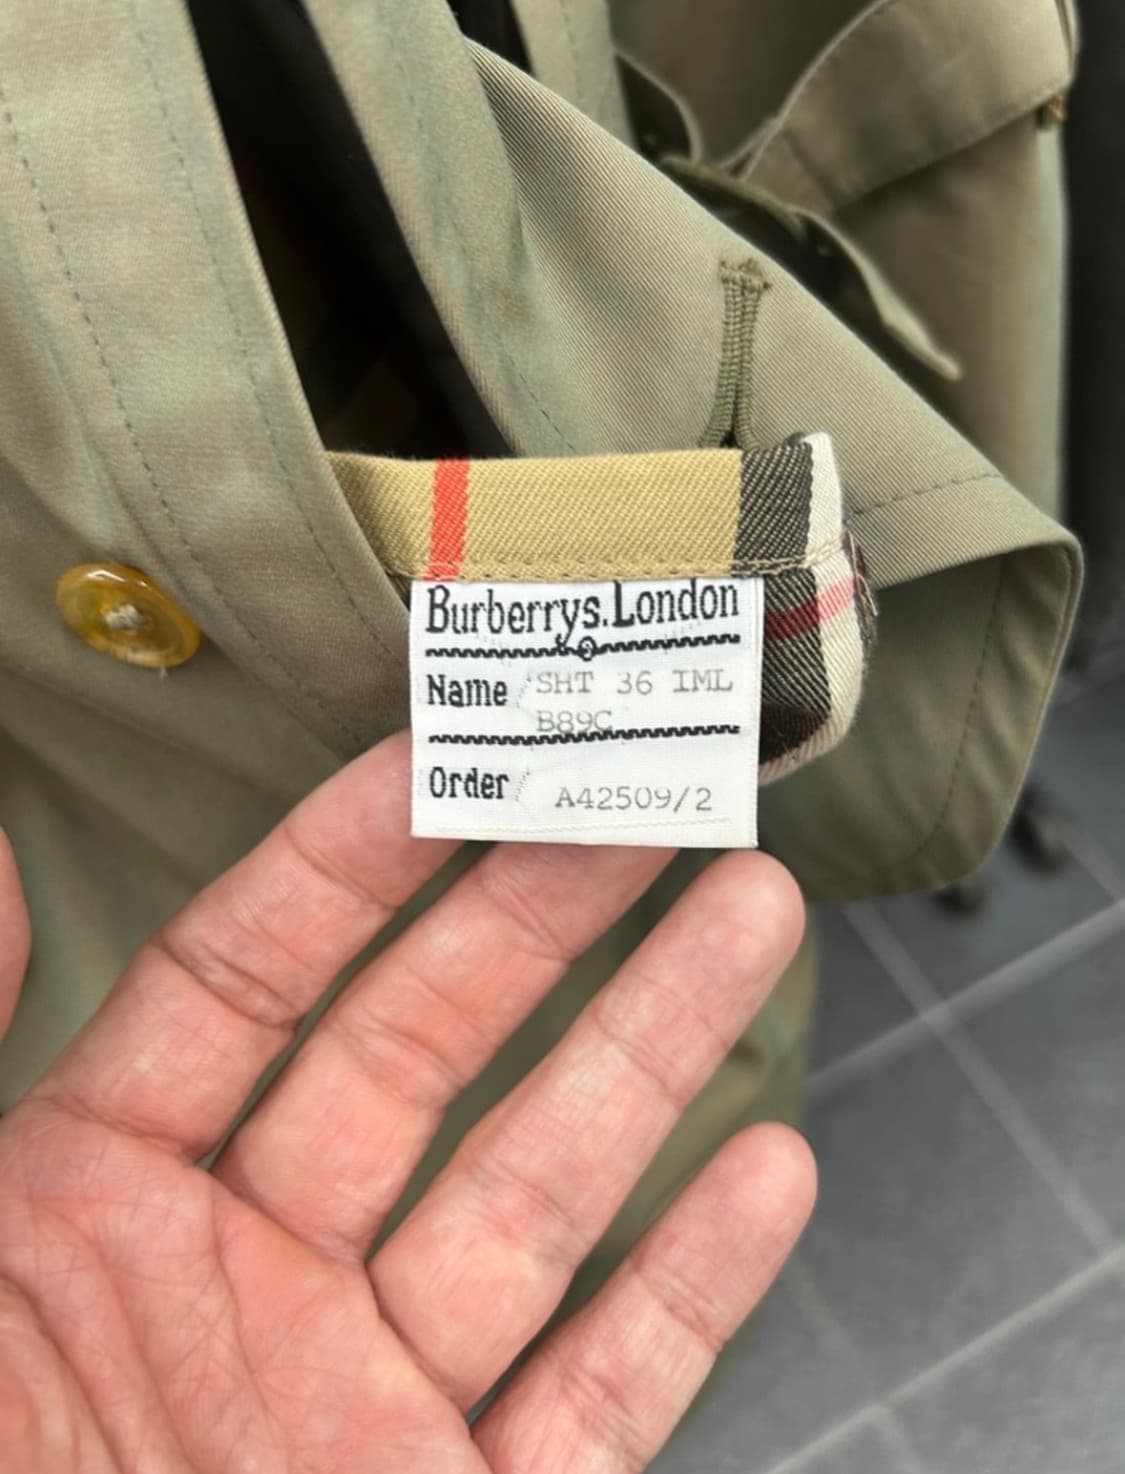 Burberrys.London
Name SHT 36 IML
B89C
Order A42509/2